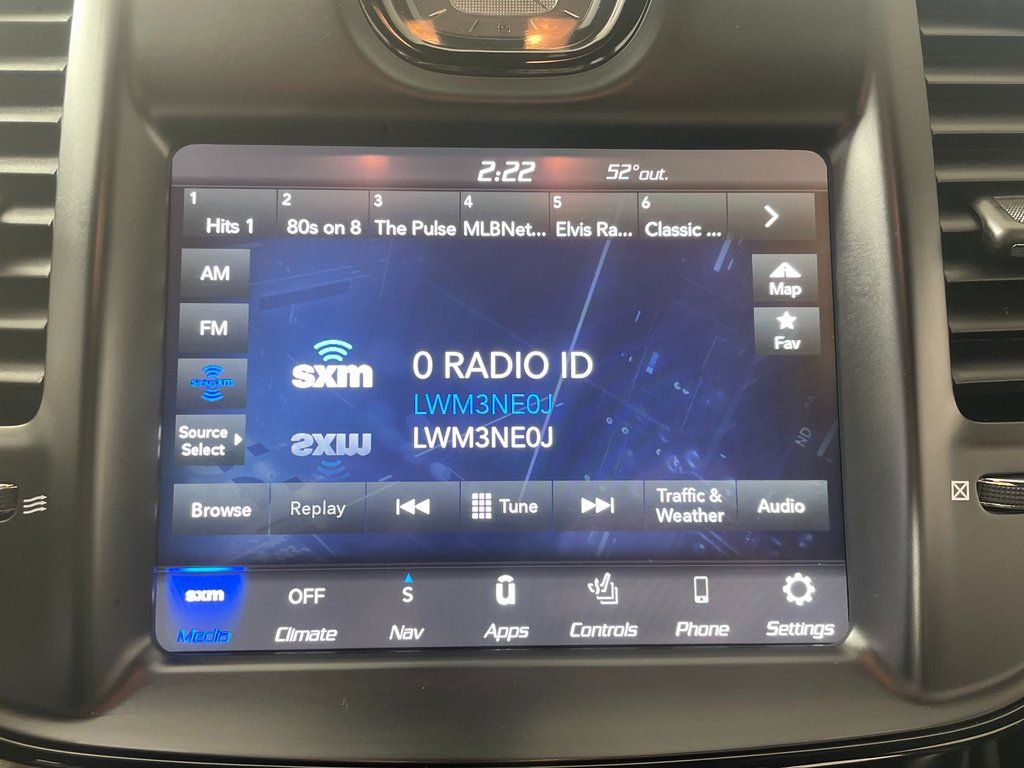 2:22 52°out.
1 2 3 4 5 6
Hits 1 80s on 8 The Pulse MLBNet... Elvis Ra... Classic ...
AM
Map
FM
Fav
sxm 0 RADIO ID
SiriusXM
LWM3NE0J
LWM3NE0J
Source
Select
Browse Replay Tune Traffic &
Weather Audio
sxm OFF S u
Media Climate Nav Apps Controls Phone Settings